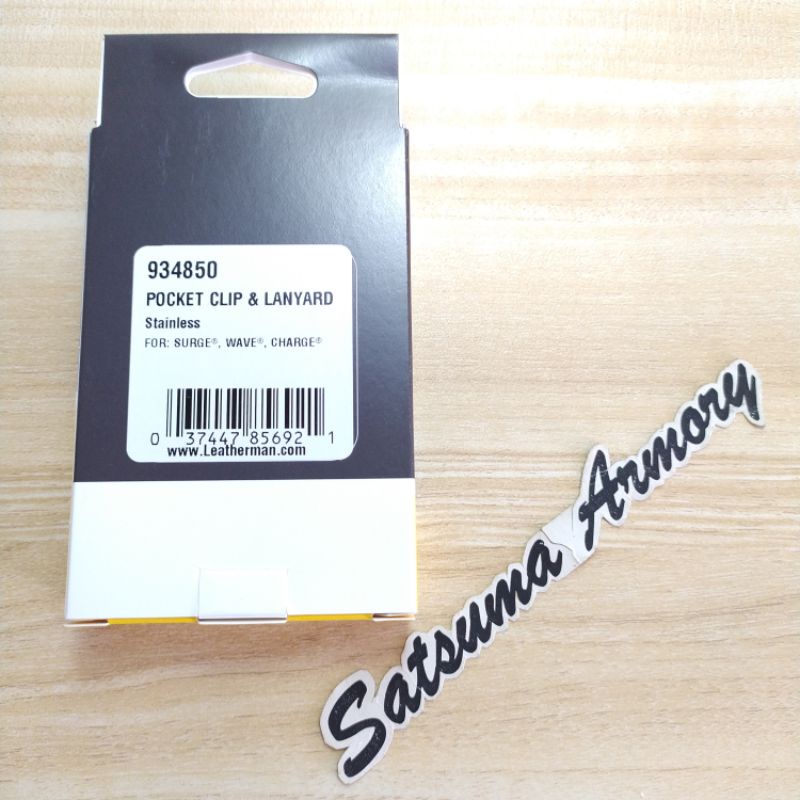 934850
POCKET CLIP & LANYARD
Stainless
FOR: SURGE®, WAVE®, CHARGE®
0 37447 85692 1
www.Leatherman.com
Satsuma Armory